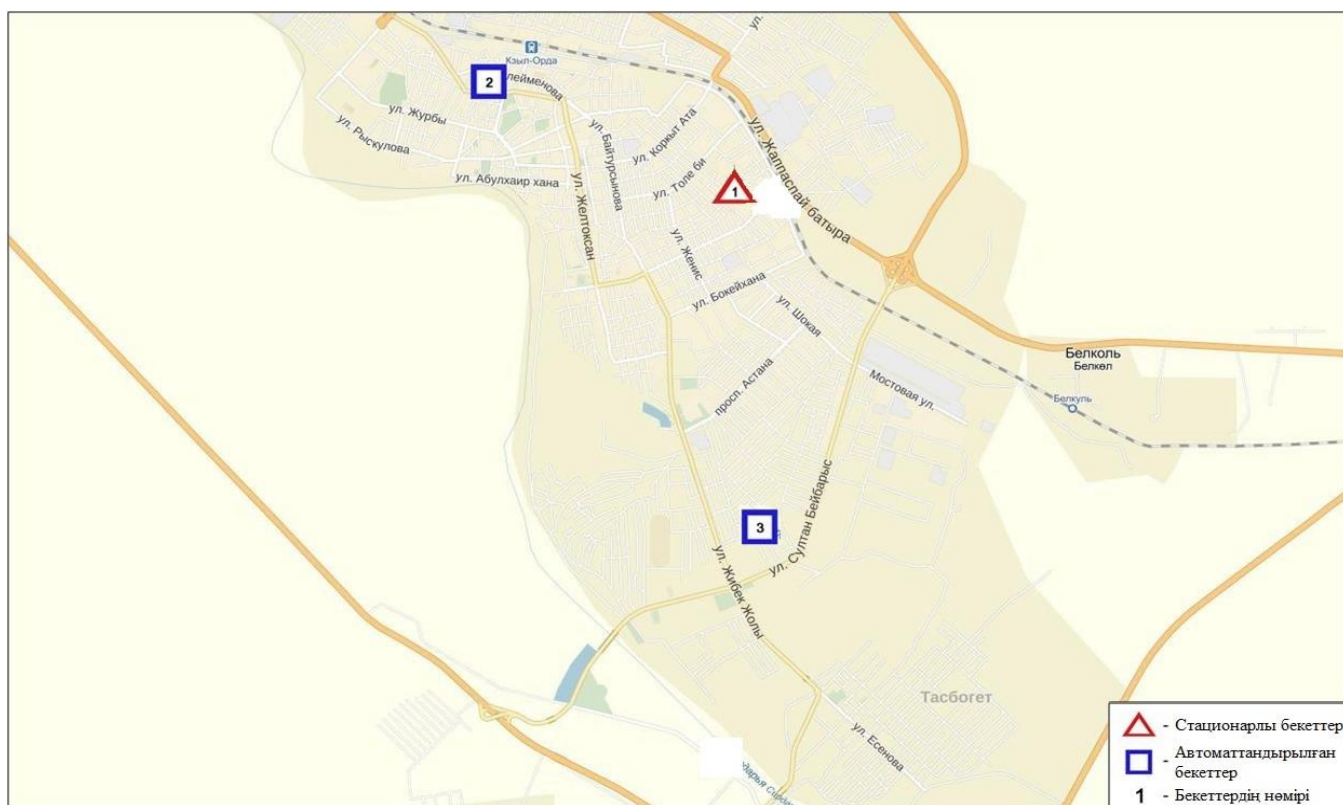 Кзыл-Орда
2
лейменова
ул. Журбы
ул. Рыскулова
ул. Абулхаир хана
ул. Байтурсынова
ул. Коркыт Ата
ул. Толе би
1
ул.
ул. Жаппаспай батыра
ул. Желтоксан
ул. Женис
ул. Бокейхана
ул. Шокая
просп. Астана
Мостовая ул.
Белколь
Белкөл
Белкуль
3
ул. Султан Бейбарыс
ул. Жибек Жолы
Тасбогет
ул. Есенова
- Стационарлы бекеттер
- Автоматтандырылған
бекеттер
1 - Бекеттердің нөмірі